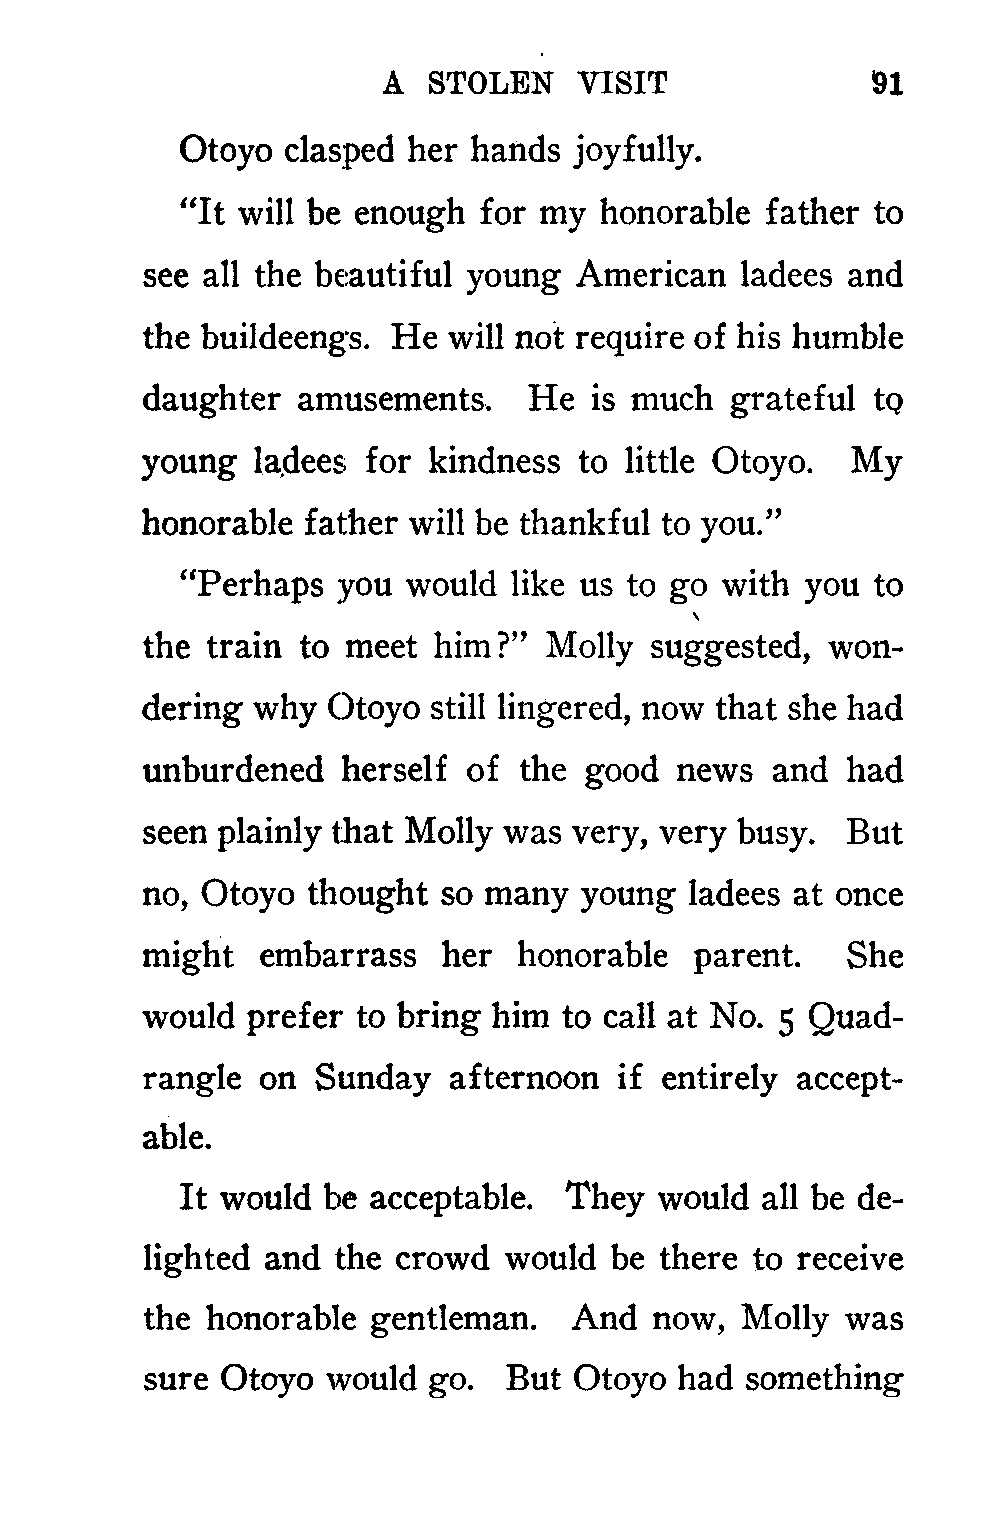 A STOLEN VISIT 91
Otoyo clasped her hands joyfully.
“It will be enough for my honorable father to
see all the beautiful young American ladees and
the buildeengs. He will not require of his humble
daughter amusements. He is much grateful to
young ladees for kindness to little Otoyo. My
honorable father will be thankful to you.”
“Perhaps you would like us to go with you to
the train to meet him?” Molly suggested, won-
dering why Otoyo still lingered, now that she had
unburdened herself of the good news and had
seen plainly that Molly was very, very busy. But
no, Otoyo thought so many young ladees at once
might embarrass her honorable parent. She
would prefer to bring him to call at No. 5 Quad-
rangle on Sunday afternoon if entirely accept-
able.
It would be acceptable. They would all be de-
lighted and the crowd would be there to receive
the honorable gentleman. And now, Molly was
sure Otoyo would go. But Otoyo had something